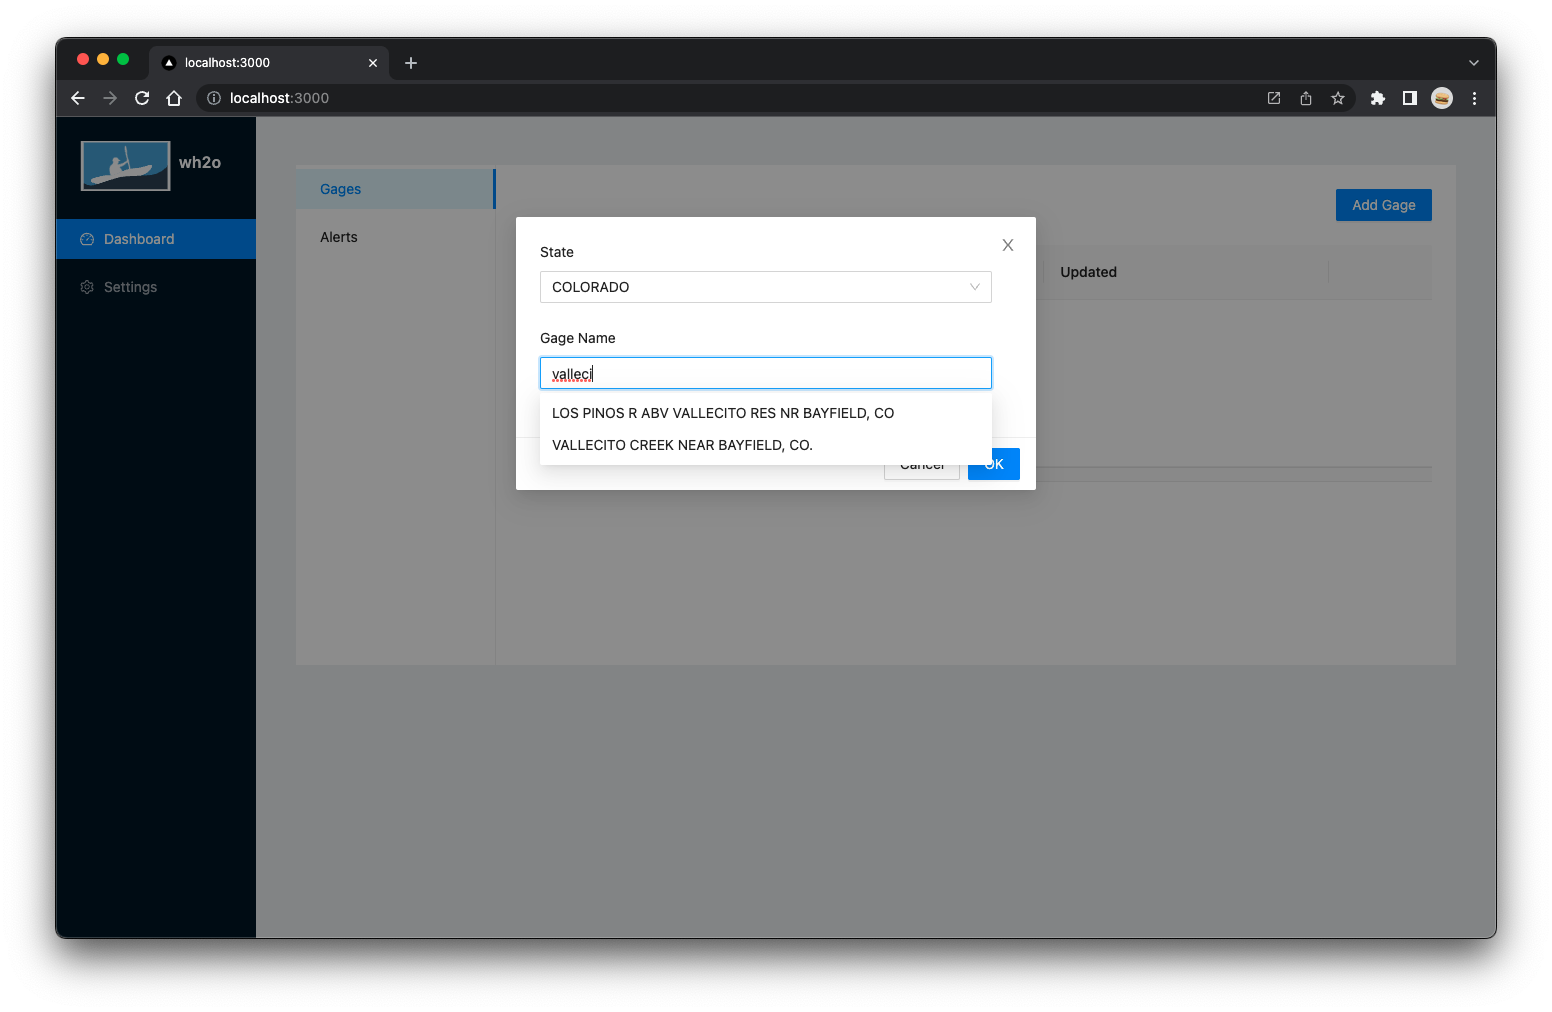 localhost:3000
localhost:3000
wh2o
Dashboard
Settings
Gages
Alerts
Add Gage
Updated
State
COLORADO
Gage Name
valleci
LOS PINOS R ABV VALLECITO RES NR BAYFIELD, CO
VALLECITO CREEK NEAR BAYFIELD, CO.
Cancel
OK